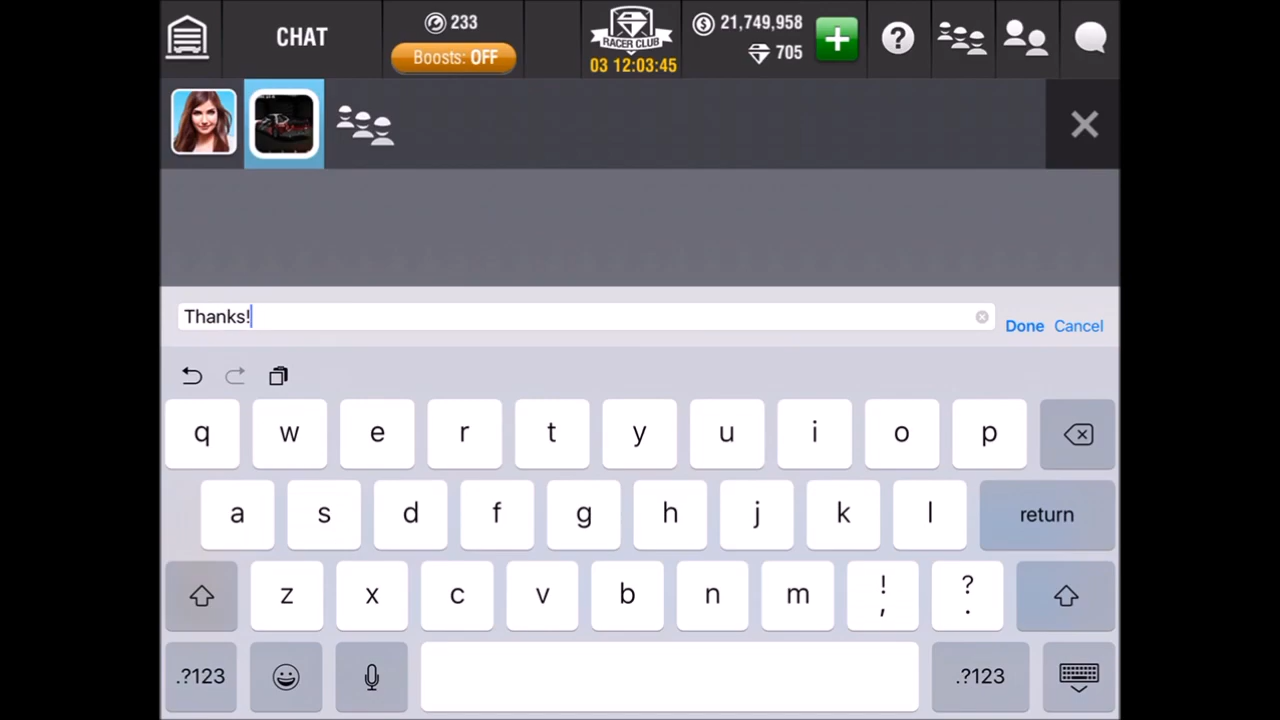 CHAT
233
Boosts: OFF
RACER CLUB
03 12:03:45
21,749,958
705
Thanks!
Done Cancel
q w e r t y u i o p
a s d f g h j k l return
z x c v b n m ! , ? .
.?123 .?123